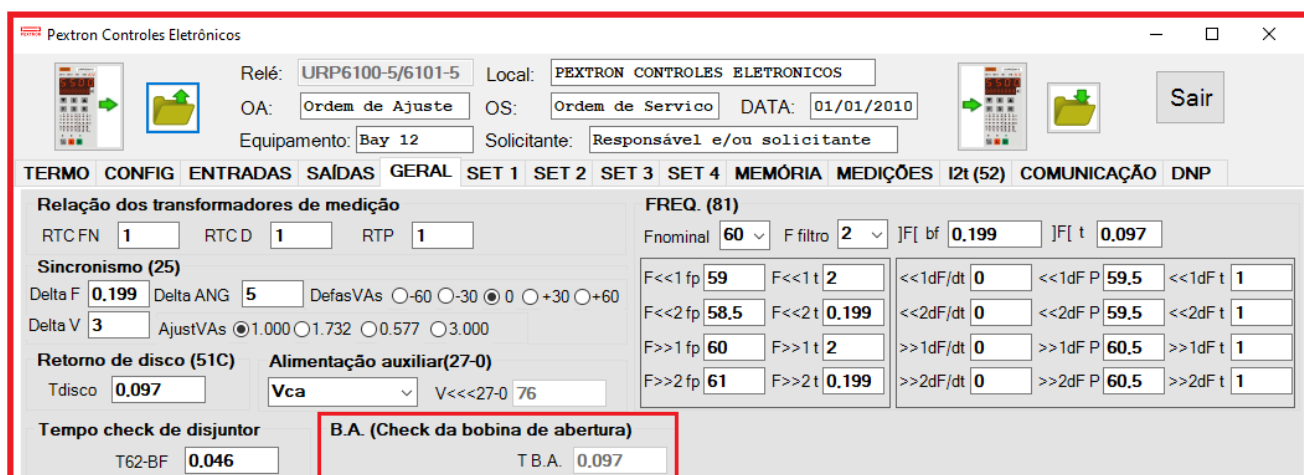 Pextron Controles Eletrônicos
Relé: URP6100-5/6101-5 Local: PEXTRON CONTROLES ELETRONICOS
OA: Ordem de Ajuste OS: Ordem de Servico DATA: 01/01/2010 Sair
Equipamento: Bay 12 Solicitante: Responsável e/ou solicitante
TERMO CONFIG ENTRADAS SAÍDAS GERAL SET 1 SET 2 SET 3 SET 4 MEMÓRIA MEDIÇÕES I2t (52) COMUNICAÇÃO DNP
Relação dos transformadores de medição
RTC FN 1 RTC D 1 RTP 1
Sincronismo (25)
Delta F 0.199 Delta ANG 5 DefasVAs -60 -30 0 +30 +60
Delta V 3 AjustVAs 1.000 1.732 0.577 3.000
Retorno de disco (51C)
Tdisco 0.097
Alimentação auxiliar(27-0)
Vca V<<<27-0 76
Tempo check de disjuntor
T62-BF 0.046
B.A. (Check da bobina de abertura)
T B.A. 0.097
FREQ. (81)
Fnominal 60 F filtro 2 ]F[ bf 0.199 ]F[ t 0.097
F<<1 fp 59 F<<1 t 2 <<1dF/dt 0 <<1dF P 59.5 <<1dF t 1
F<<2 fp 58.5 F<<2 t 0.199 <<2dF/dt 0 <<2dF P 59.5 <<2dF t 1
F>>1 fp 60 F>>1 t 2 >>1dF/dt 0 >>1dF P 60.5 >>1dF t 1
F>>2 fp 61 F>>2 t 0.199 >>2dF/dt 0 >>2dF P 60.5 >>2dF t 1